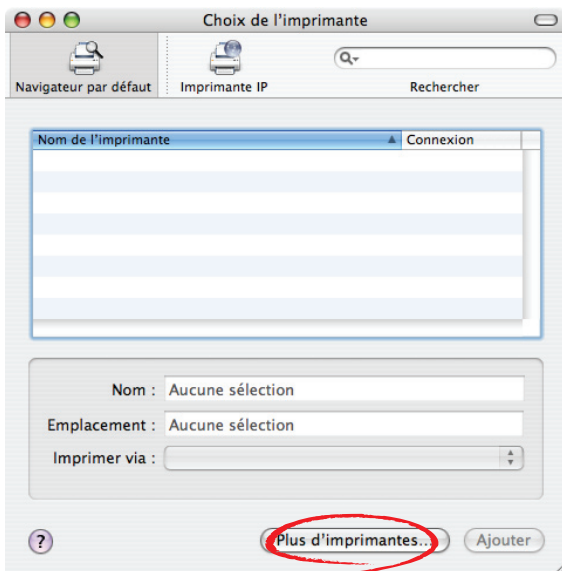 Choix de l'imprimante
Navigateur par défaut
Imprimante IP
Rechercher
Nom de l'imprimante
Connexion
Nom : Aucune sélection
Emplacement : Aucune sélection
Imprimer via :
? Plus d'imprimantes... Ajouter